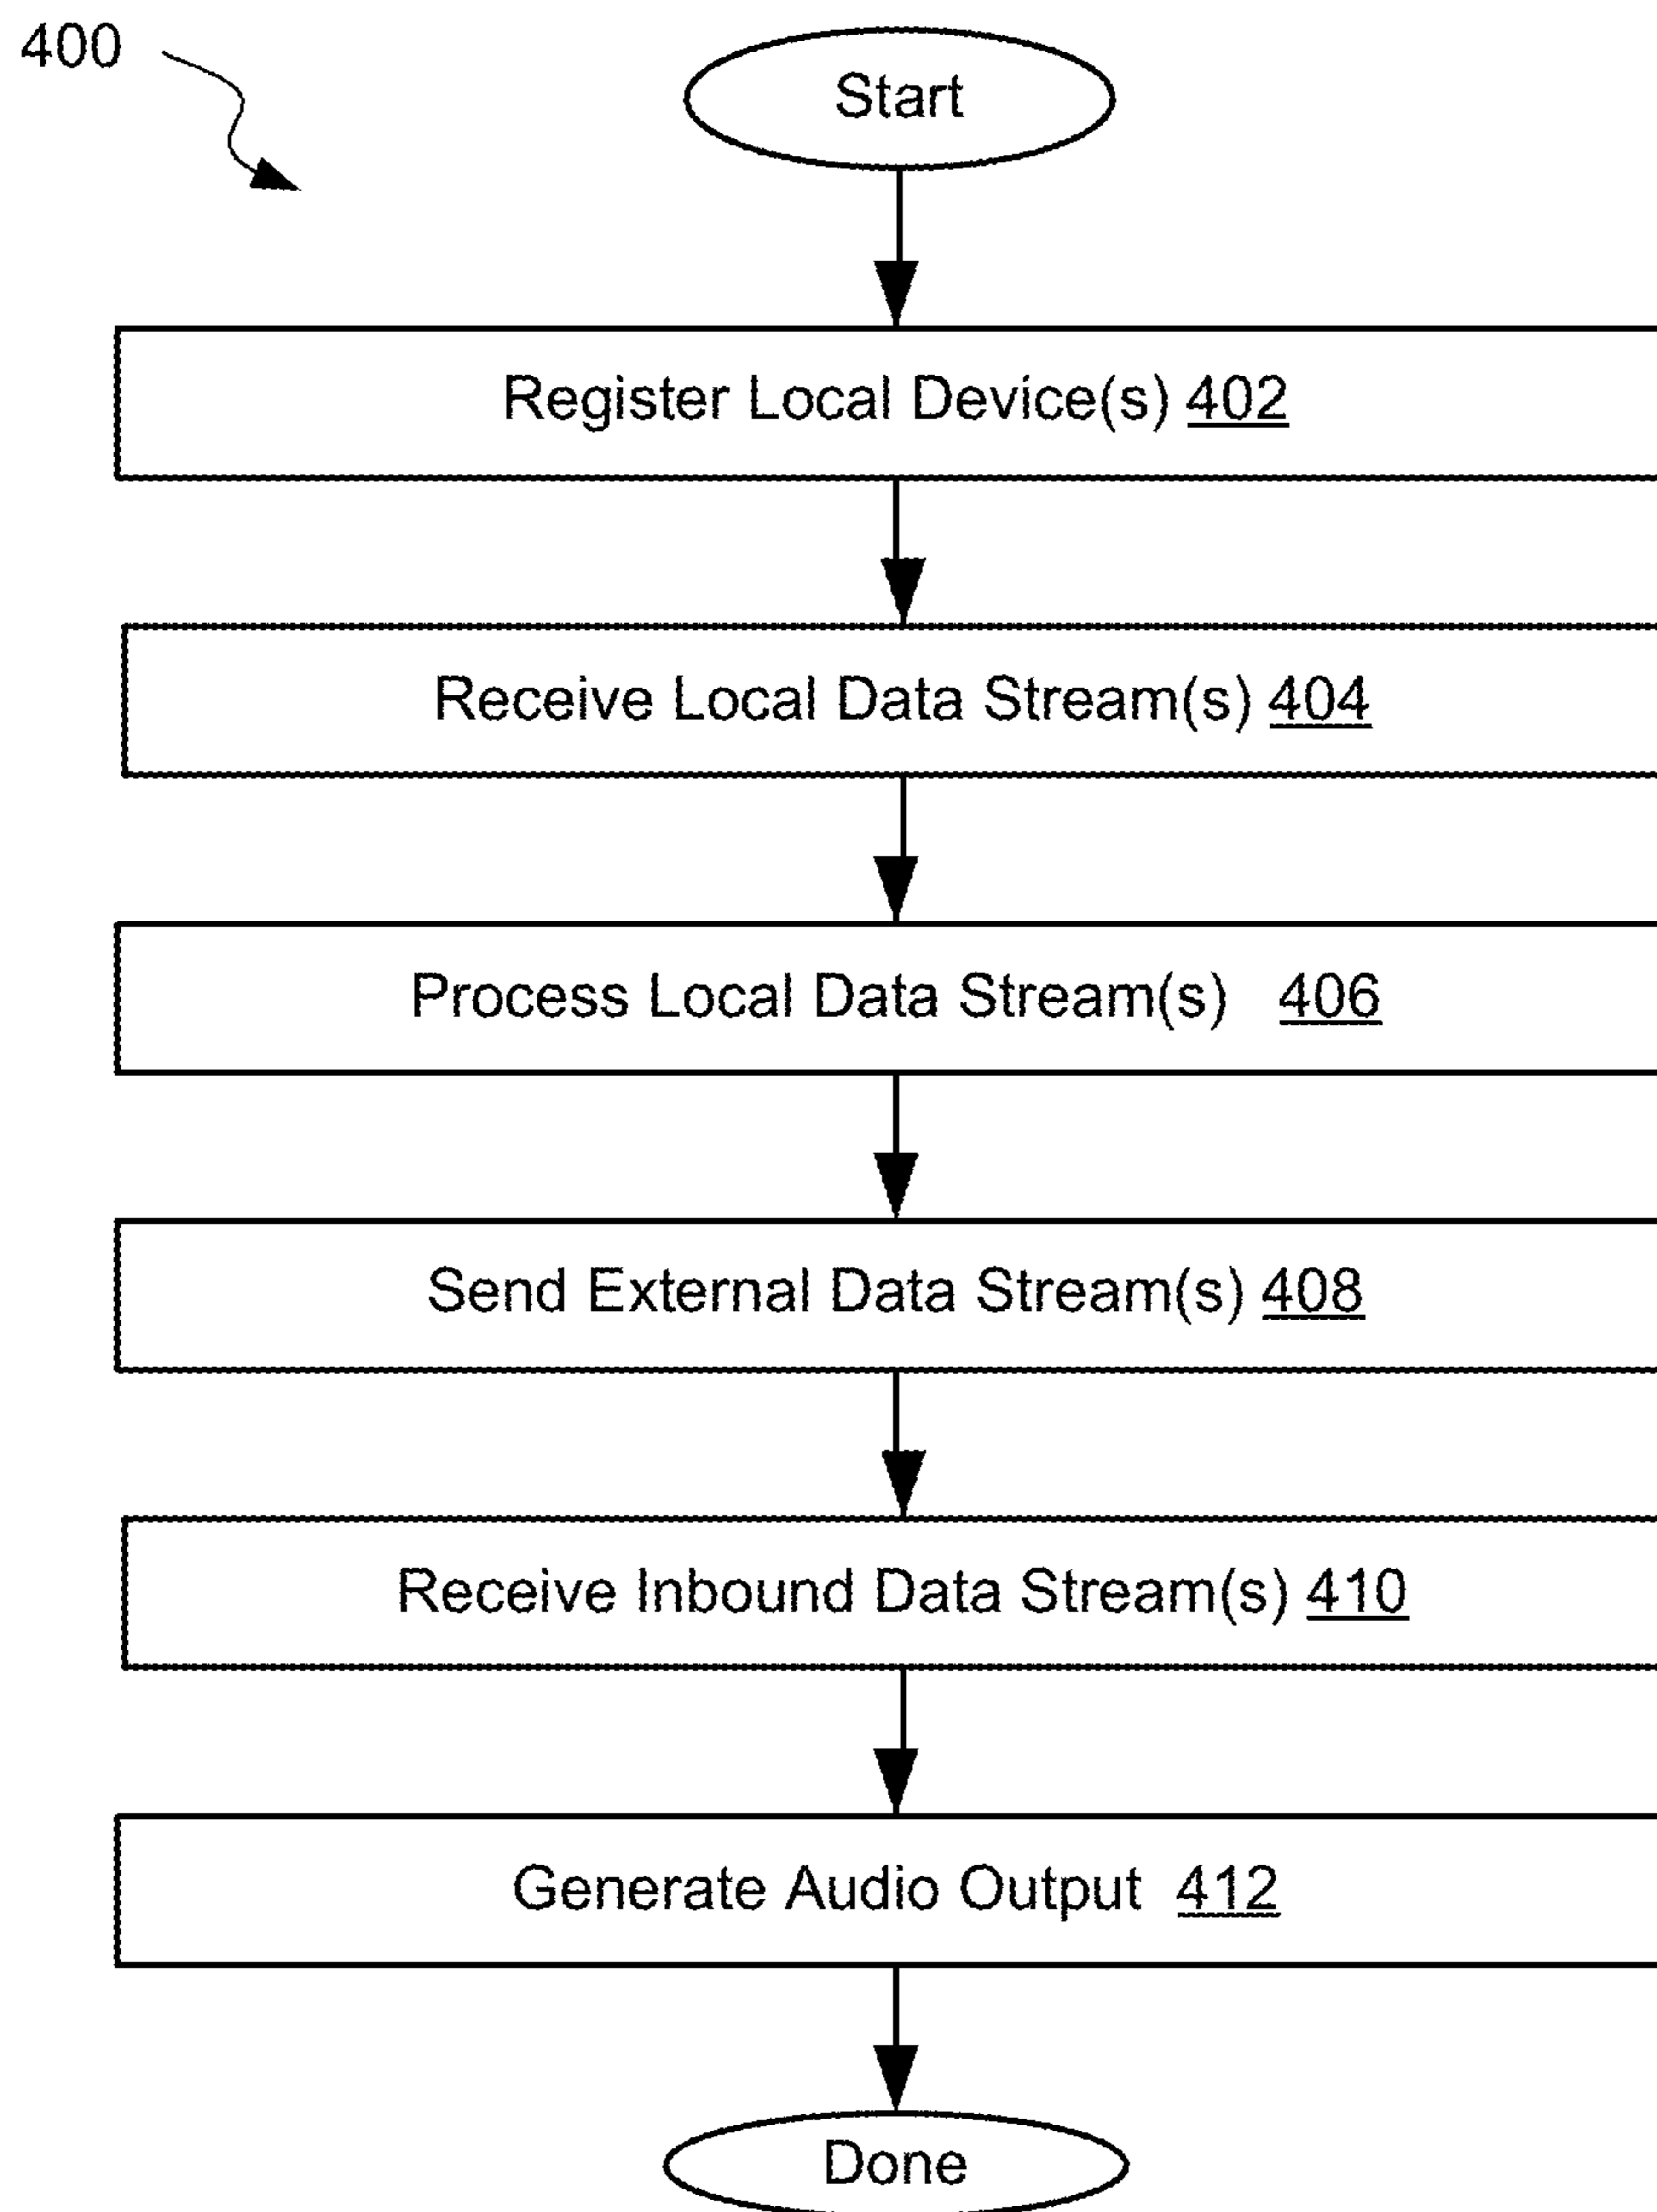 400
Start
Register Local Device(s) 402
Receive Local Data Stream(s) 404
Process Local Data Stream(s) 406
Send External Data Stream(s) 408
Receive Inbound Data Stream(s) 410
Generate Audio Output 412
Done